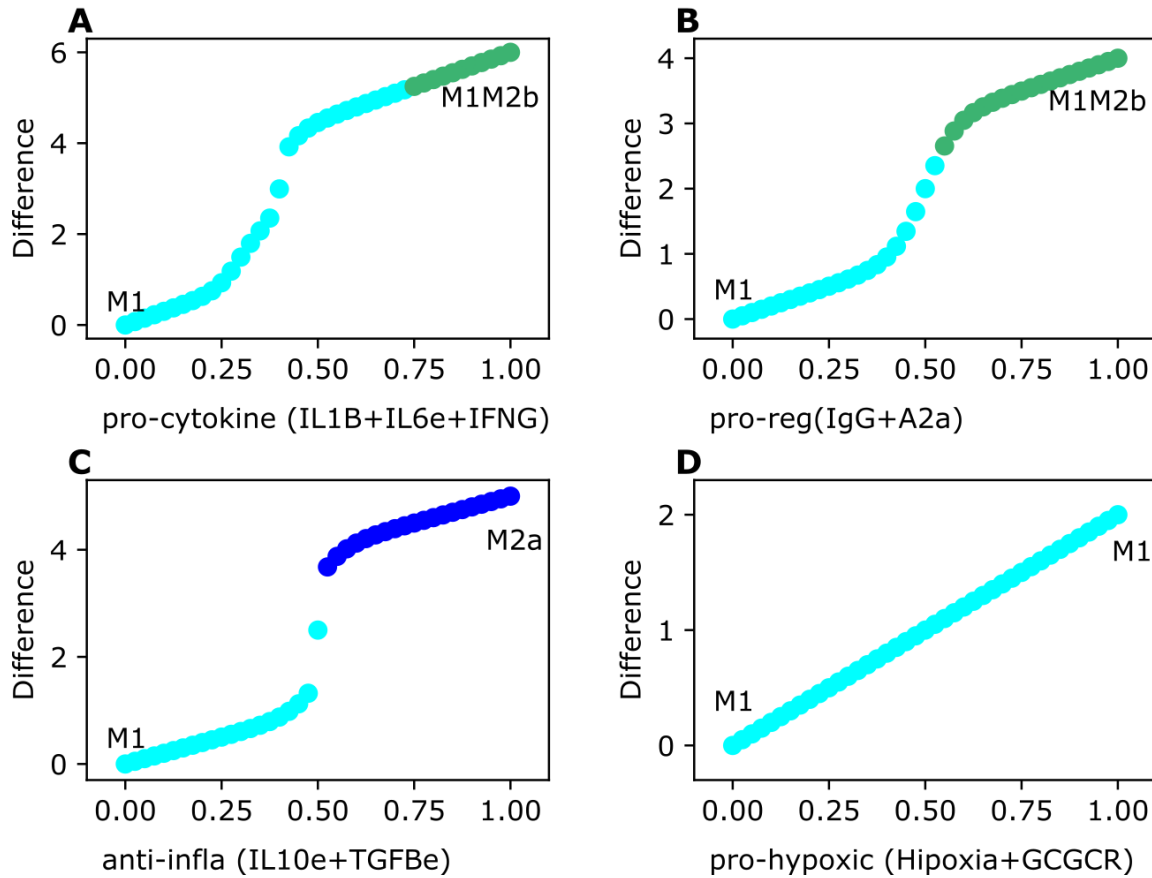 A
Difference
6
4
2
0
M1
M1M2b
0.00 0.25 0.50 0.75 1.00
pro-cytokine (IL1B+IL6e+IFNG)
B
Difference
4
3
2
1
0
M1
M1M2b
0.00 0.25 0.50 0.75 1.00
pro-reg(IgG+A2a)
C
Difference
4
2
0
M1
M2a
0.00 0.25 0.50 0.75 1.00
anti-infla (IL10e+TGFBe)
D
Difference
2
1
0
M1
M1
0.00 0.25 0.50 0.75 1.00
pro-hypoxic (Hipoxia+GCGCR)